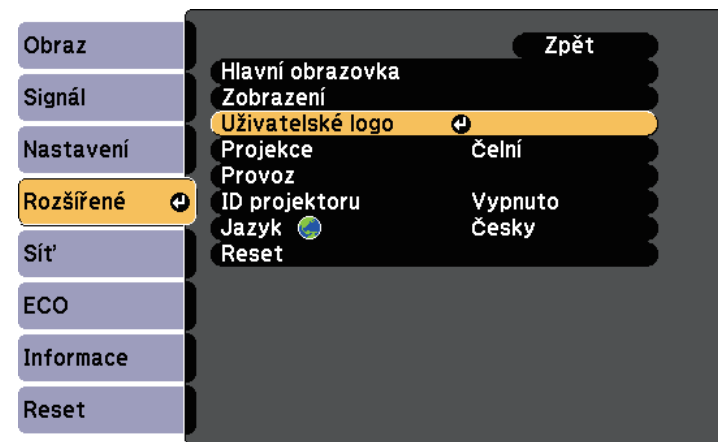 Obraz
Signál
Nastavení
Rozšířené
Síť
ECO
Informace
Reset
Zpět
Hlavní obrazovka
Zobrazení
Uživatelské logo
Projekce Čelní
Provoz
ID projektoru Vypnuto
Jazyk Česky
Reset